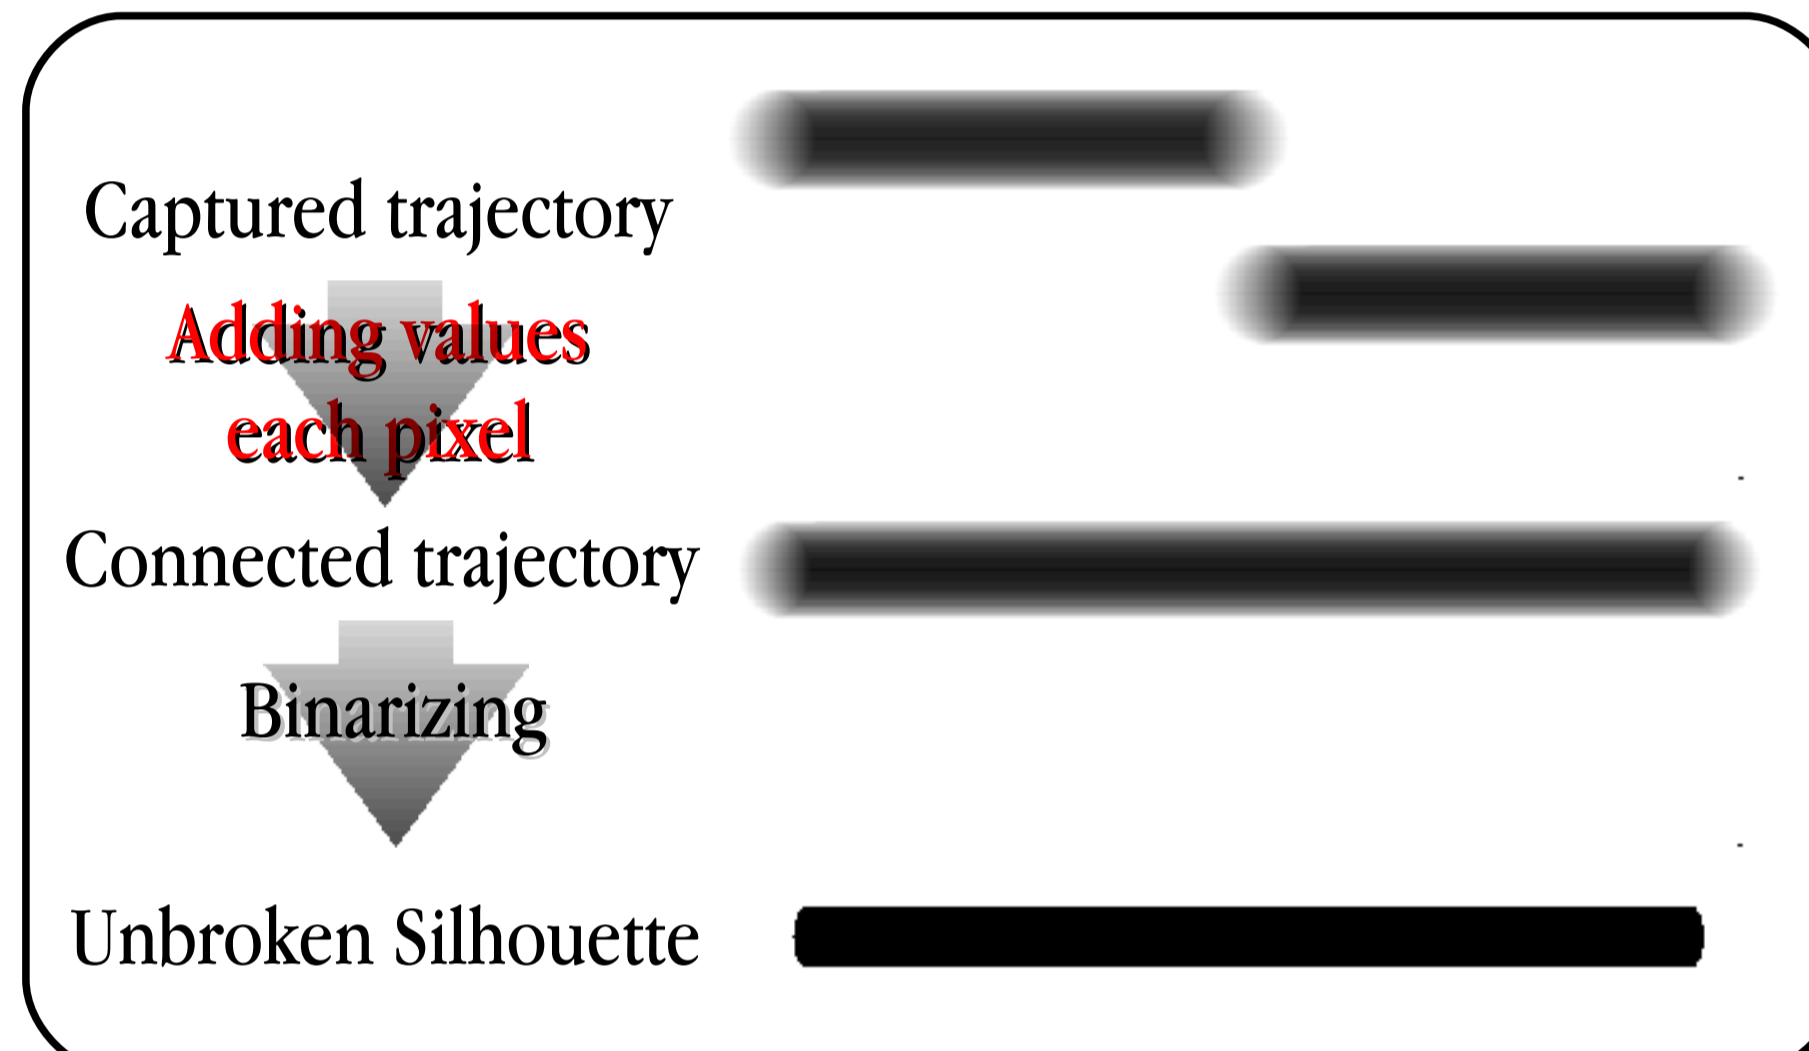 Captured trajectory
Adding values
each pixel
Connected trajectory
Binarizing
Unbroken Silhouette